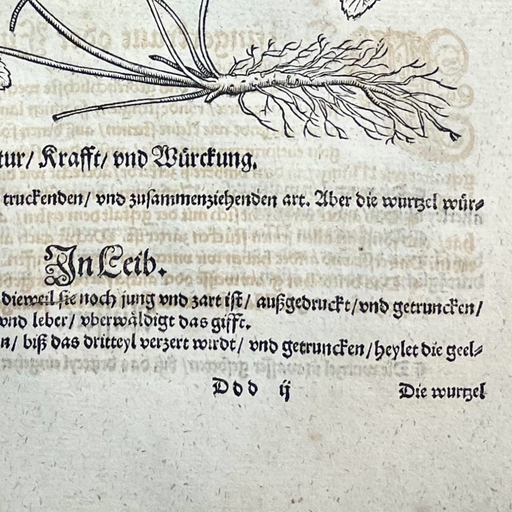 tur/ Krafft/ vnd Würckung.
truckenden/ vnd zusammenziehenden art. Aber die wurtzel wür⸗
In Leib.
dieweil sie noch jung vnd zart ist/ außgedruckt/ vnd getruncken/
vnd leber/ vberwäldigt das gifft.
n/ biß das dritteyl verzert wirdt/ vnd getruncken/ heylet die geel⸗
Ddd ij
Die wurtzel